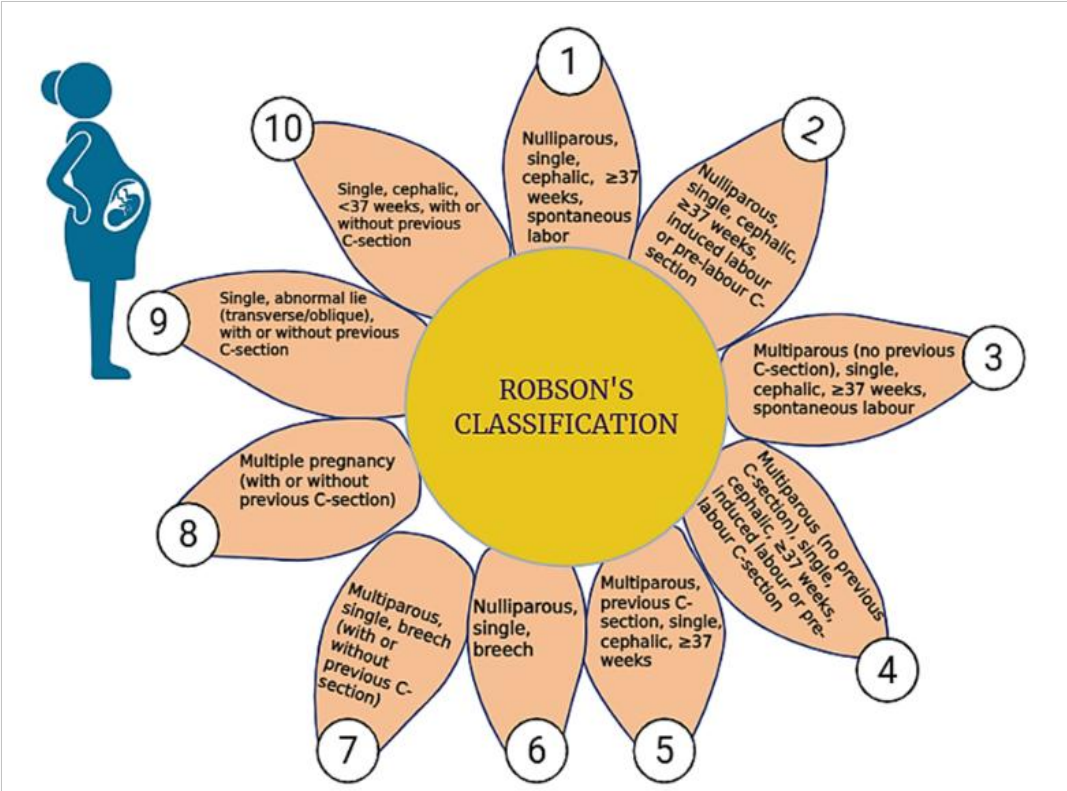 1
Nulliparous,
single,
cephalic, ≥37
weeks,
spontaneous
labor
2
Nulliparous,
single, cephalic,
≥37 weeks,
induced labour
or pre-labour C-
section
3
Multiparous (no previous
C-section), single,
cephalic, ≥37 weeks,
spontaneous labour
4
Multiparous (no previous
C-section), single,
cephalic, ≥37 weeks,
induced labour or pre-
labour C-section
5
Multiparous,
previous C-
section, single,
cephalic, ≥37
weeks
6
Nulliparous,
single,
breech
7
Multiparous,
single, breech
(with or
without
previous C-
section)
8
Multiple pregnancy
(with or without
previous C-section)
9
Single, abnormal lie
(transverse/oblique),
with or without previous
C-section
10
Single, cephalic,
<37 weeks, with or
without previous
C-section
ROBSON'S
CLASSIFICATION